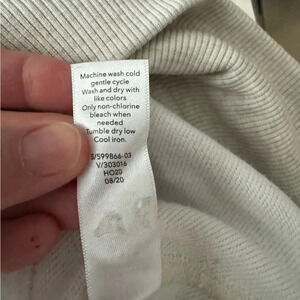 Machine wash cold
gentle cycle
Wash and dry with
like colors
Only non-chlorine
bleach when
needed
Tumble dry low
Cool iron.
S/599866-03
V/303016
HO20
08/20